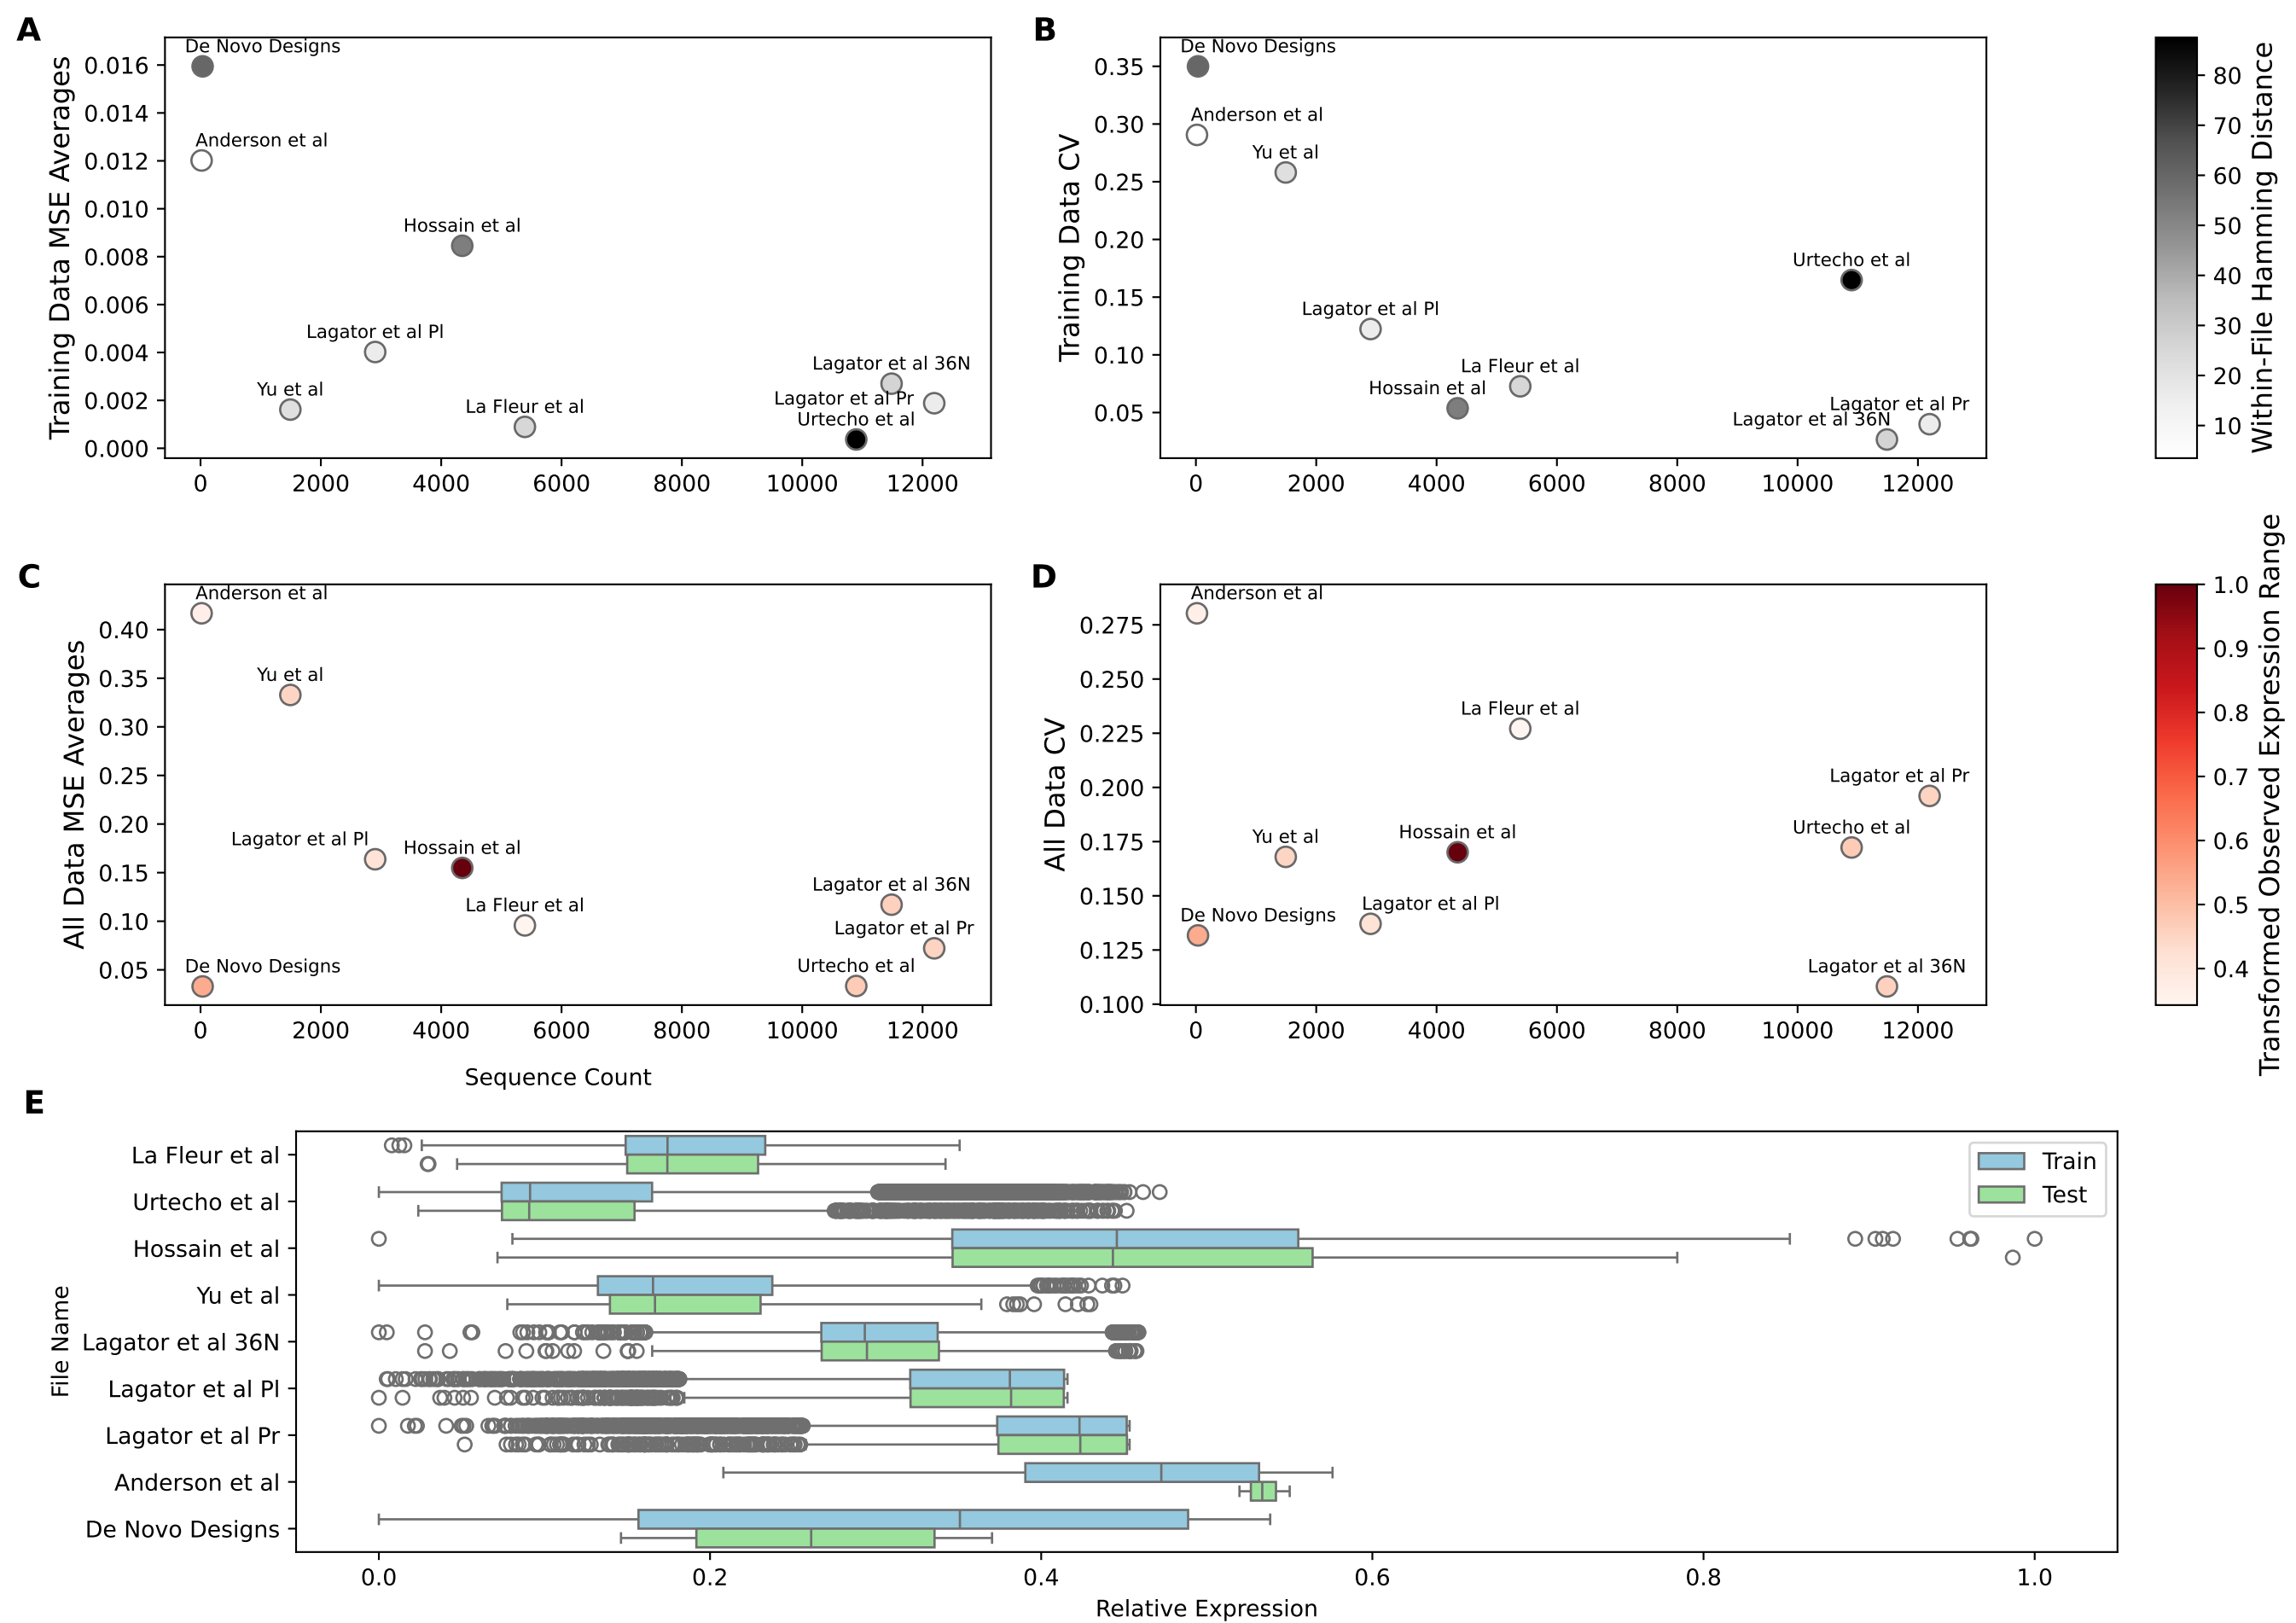 A
Training Data MSE Averages
0.016
0.014
0.012
0.010
0.008
0.006
0.004
0.002
0.000
De Novo Designs
Anderson et al
Hossain et al
Lagator et al Pl
Yu et al
La Fleur et al
Lagator et al 36N
Lagator et al Pr
Urtecho et al
0 2000 4000 6000 8000 10000 12000
B
Training Data CV
0.35
0.30
0.25
0.20
0.15
0.10
0.05
De Novo Designs
Anderson et al
Yu et al
Urtecho et al
Lagator et al Pl
La Fleur et al
Hossain et al
Lagator et al Pr
Lagator et al 36N
0 2000 4000 6000 8000 10000 12000
80
70
60
50
40
30
20
10
Within-File Hamming Distance
C
All Data MSE Averages
0.40
0.35
0.30
0.25
0.20
0.15
0.10
0.05
Anderson et al
Yu et al
Lagator et al Pl
Hossain et al
La Fleur et al
Lagator et al 36N
Lagator et al Pr
Urtecho et al
De Novo Designs
0 2000 4000 6000 8000 10000 12000
Sequence Count
D
All Data CV
0.275
0.250
0.225
0.200
0.175
0.150
0.125
0.100
Anderson et al
La Fleur et al
Lagator et al Pr
Urtecho et al
Hossain et al
Yu et al
Lagator et al Pl
De Novo Designs
Lagator et al 36N
0 2000 4000 6000 8000 10000 12000
1.0
0.9
0.8
0.7
0.6
0.5
0.4
Transformed Observed Expression Range
E
File Name
La Fleur et al
Urtecho et al
Hossain et al
Yu et al
Lagator et al 36N
Lagator et al Pl
Lagator et al Pr
Anderson et al
De Novo Designs
Train
Test
0.0 0.2 0.4 0.6 0.8 1.0
Relative Expression